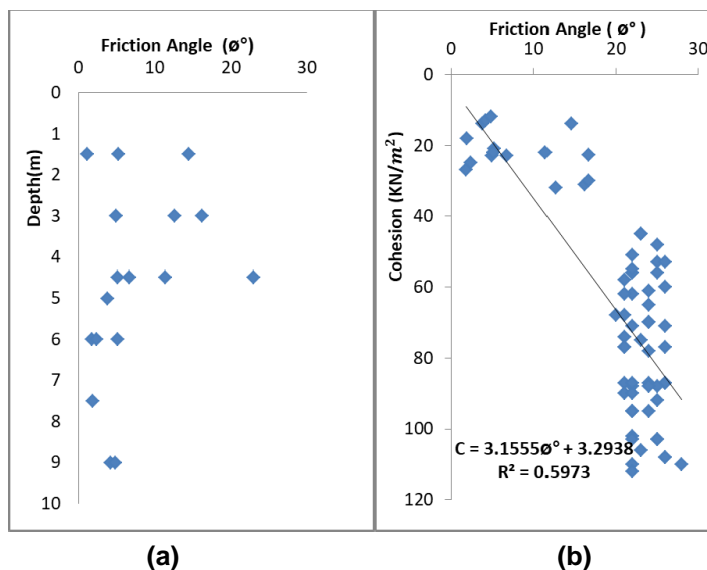 Friction Angle (ø°)
0 10 20 30
0
1
2
3
4
5
6
7
8
9
10
Depth(m)
(a)
Friction Angle ( ø° )
0 10 20 30
0
20
40
60
80
100
120
Cohesion (KN/m²)
C = 3.1555ø° + 3.2938
R² = 0.5973
(b)